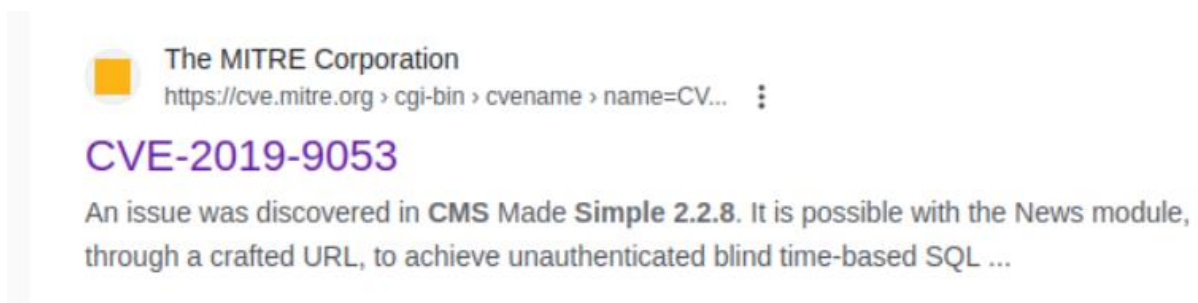 The MITRE Corporation
https://cve.mitre.org › cgi-bin › cvename › name=CV...
CVE-2019-9053
An issue was discovered in CMS Made Simple 2.2.8. It is possible with the News module,
through a crafted URL, to achieve unauthenticated blind time-based SQL ...